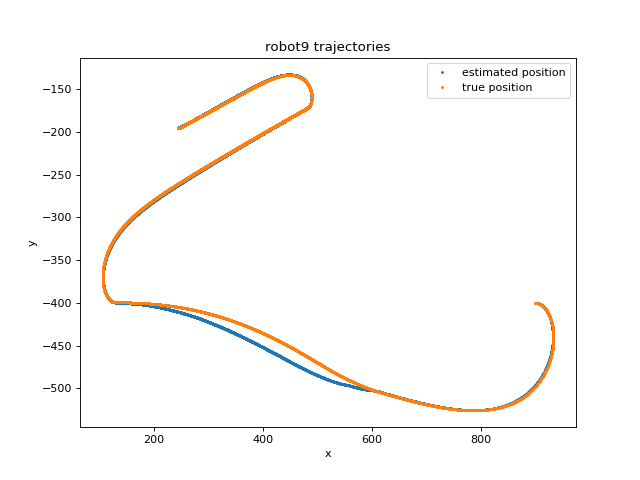 robot9 trajectories
estimated position
true position
−150
−200
−250
−300
−350
−400
−450
−500
y
200
400
600
800
x